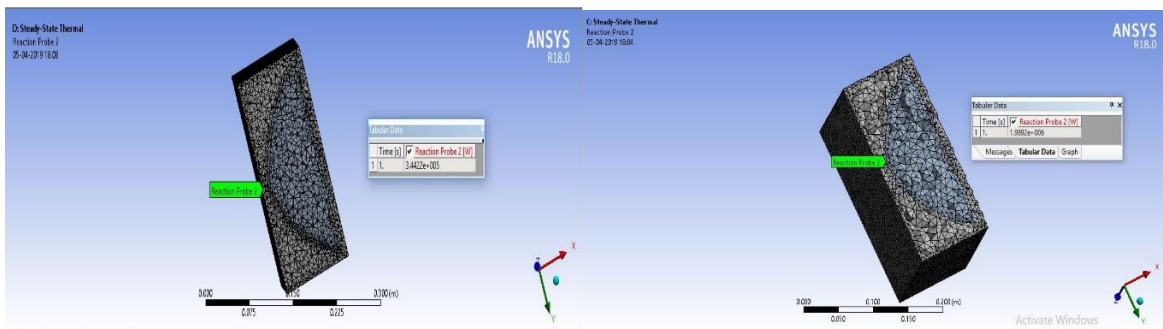 D: Steady-State Thermal
Reaction Probe 2
05-04-2019 18:08
ANSYS
R18.0
Tabular Data
Time [s] Reaction Probe 2 [W]
1 1. 3.4422e+005
Reaction Probe 2
0.000 0.150 0.300 (m)
0.075 0.225
X
Y
Z
C: Steady-State Thermal
Reaction Probe 2
05-04-2019 18:04
ANSYS
R18.0
Tabular Data
Time [s] Reaction Probe 2 [W]
1 1. 1.9892e+006
Messages Tabular Data Graph
Reaction Probe 2
0.000 0.100 0.200 (m)
0.050 0.150
X
Y
Z
Activate Windows